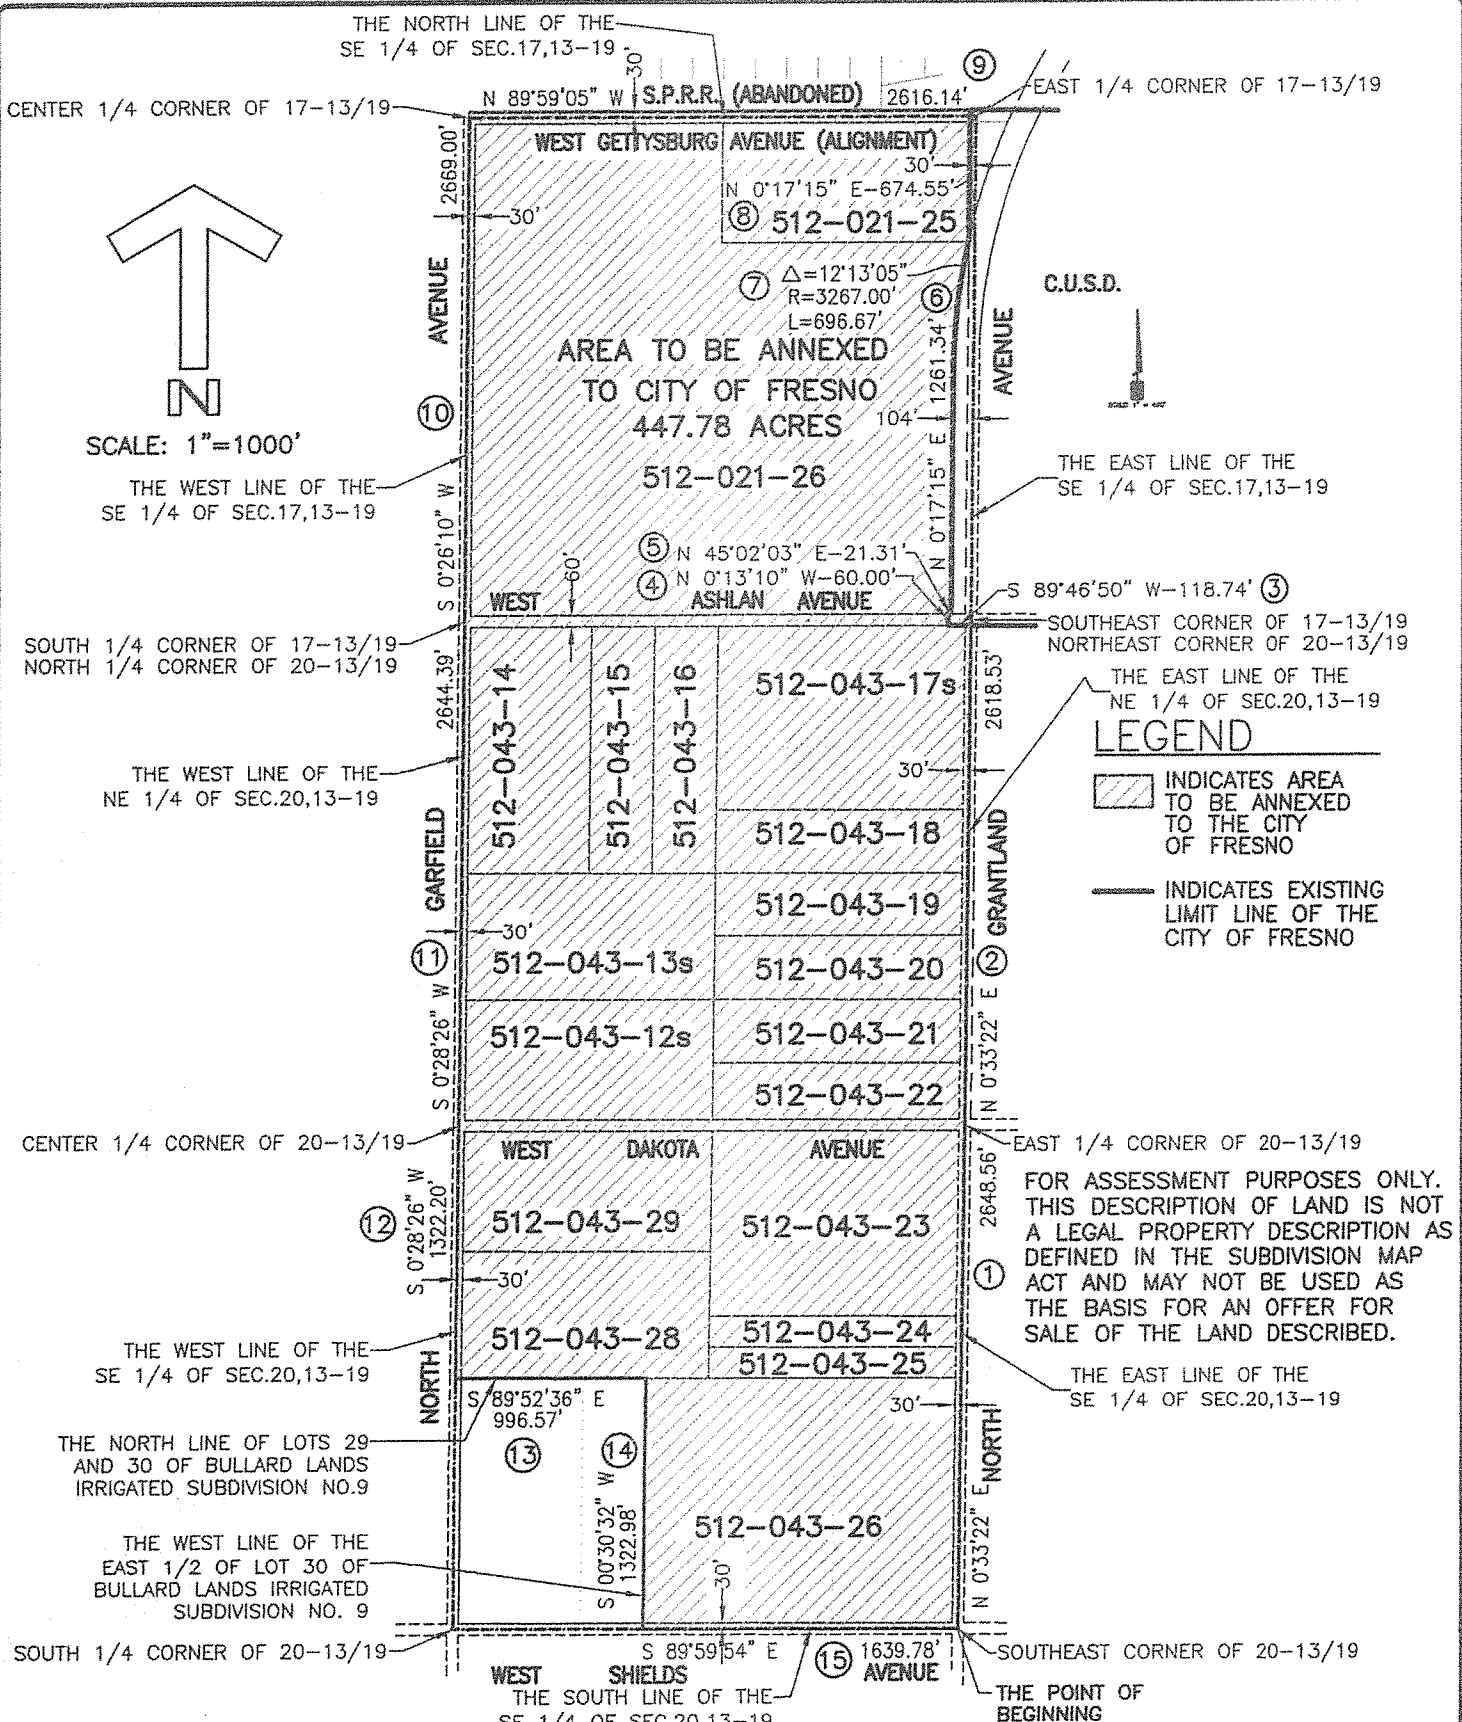 THE NORTH LINE OF THE
SE 1/4 OF SEC.17,13-19
30'
9
CENTER 1/4 CORNER OF 17-13/19
N 89°59'05" W
S.P.R.R. (ABANDONED)
2616.14'
EAST 1/4 CORNER OF 17-13/19
WEST GETTYSBURG AVENUE (ALIGNMENT)
30'
2669.00'
30'
N 0°17'15" E-674.55'
8 512-021-25
7
Δ=12°13'05"
R=3267.00'
L=696.67'
6
C.U.S.D.
AVENUE
AVENUE
AREA TO BE ANNEXED
TO CITY OF FRESNO
447.78 ACRES
512-021-26
N 0°17'15" E 1261.34'
104'
10
N
SCALE: 1"=1000'
THE WEST LINE OF THE
SE 1/4 OF SEC.17,13-19
S 0°26'10" W
THE EAST LINE OF THE
SE 1/4 OF SEC.17,13-19
5 N 45°02'03" E-21.31'
4 N 0°13'10" W-60.00'
60'
WEST ASHLAN AVENUE
S 89°46'50" W-118.74' 3
SOUTH 1/4 CORNER OF 17-13/19
NORTH 1/4 CORNER OF 20-13/19
SOUTHEAST CORNER OF 17-13/19
NORTHEAST CORNER OF 20-13/19
2644.39'
512-043-14
512-043-15
512-043-16
512-043-17s
2618.53'
THE EAST LINE OF THE
NE 1/4 OF SEC.20,13-19
LEGEND
INDICATES AREA
TO BE ANNEXED
TO THE CITY
OF FRESNO
INDICATES EXISTING
LIMIT LINE OF THE
CITY OF FRESNO
THE WEST LINE OF THE
NE 1/4 OF SEC.20,13-19
30'
512-043-18
GARFIELD
GRANTLAND
512-043-19
30'
11
512-043-13s
512-043-20
2
S 0°28'26" W
512-043-12s
512-043-21
N 0°33'22" E
512-043-22
CENTER 1/4 CORNER OF 20-13/19
EAST 1/4 CORNER OF 20-13/19
WEST DAKOTA AVENUE
2648.56'
FOR ASSESSMENT PURPOSES ONLY.
THIS DESCRIPTION OF LAND IS NOT
A LEGAL PROPERTY DESCRIPTION AS
DEFINED IN THE SUBDIVISION MAP
ACT AND MAY NOT BE USED AS
THE BASIS FOR AN OFFER FOR
SALE OF THE LAND DESCRIBED.
12
S 0°28'26" W
1322.20'
512-043-29
512-043-23
1
30'
512-043-28
512-043-24
512-043-25
THE WEST LINE OF THE
SE 1/4 OF SEC.20,13-19
THE EAST LINE OF THE
SE 1/4 OF SEC.20,13-19
NORTH
S 89°52'36" E
996.57'
30'
NORTH
13
14
THE NORTH LINE OF LOTS 29
AND 30 OF BULLARD LANDS
IRRIGATED SUBDIVISION NO.9
S 00°30'32" W
1322.98'
512-043-26
N 0°33'22" E
THE WEST LINE OF THE
EAST 1/2 OF LOT 30 OF
BULLARD LANDS IRRIGATED
SUBDIVISION NO. 9
30'
SOUTH 1/4 CORNER OF 20-13/19
S 89°59'54" E
15
1639.78'
SOUTHEAST CORNER OF 20-13/19
WEST SHIELDS AVENUE
THE SOUTH LINE OF THE
SE 1/4 OF SEC.20,13-19
THE POINT OF
BEGINNING